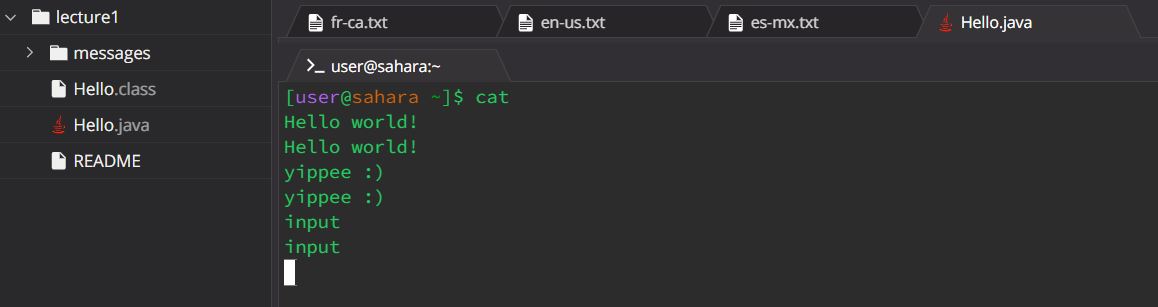 lecture1
messages
Hello.class
Hello.java
README
fr-ca.txt
en-us.txt
es-mx.txt
Hello.java
>_ user@sahara:~
[user@sahara ~]$ cat
Hello world!
Hello world!
yippee :)
yippee :)
input
input